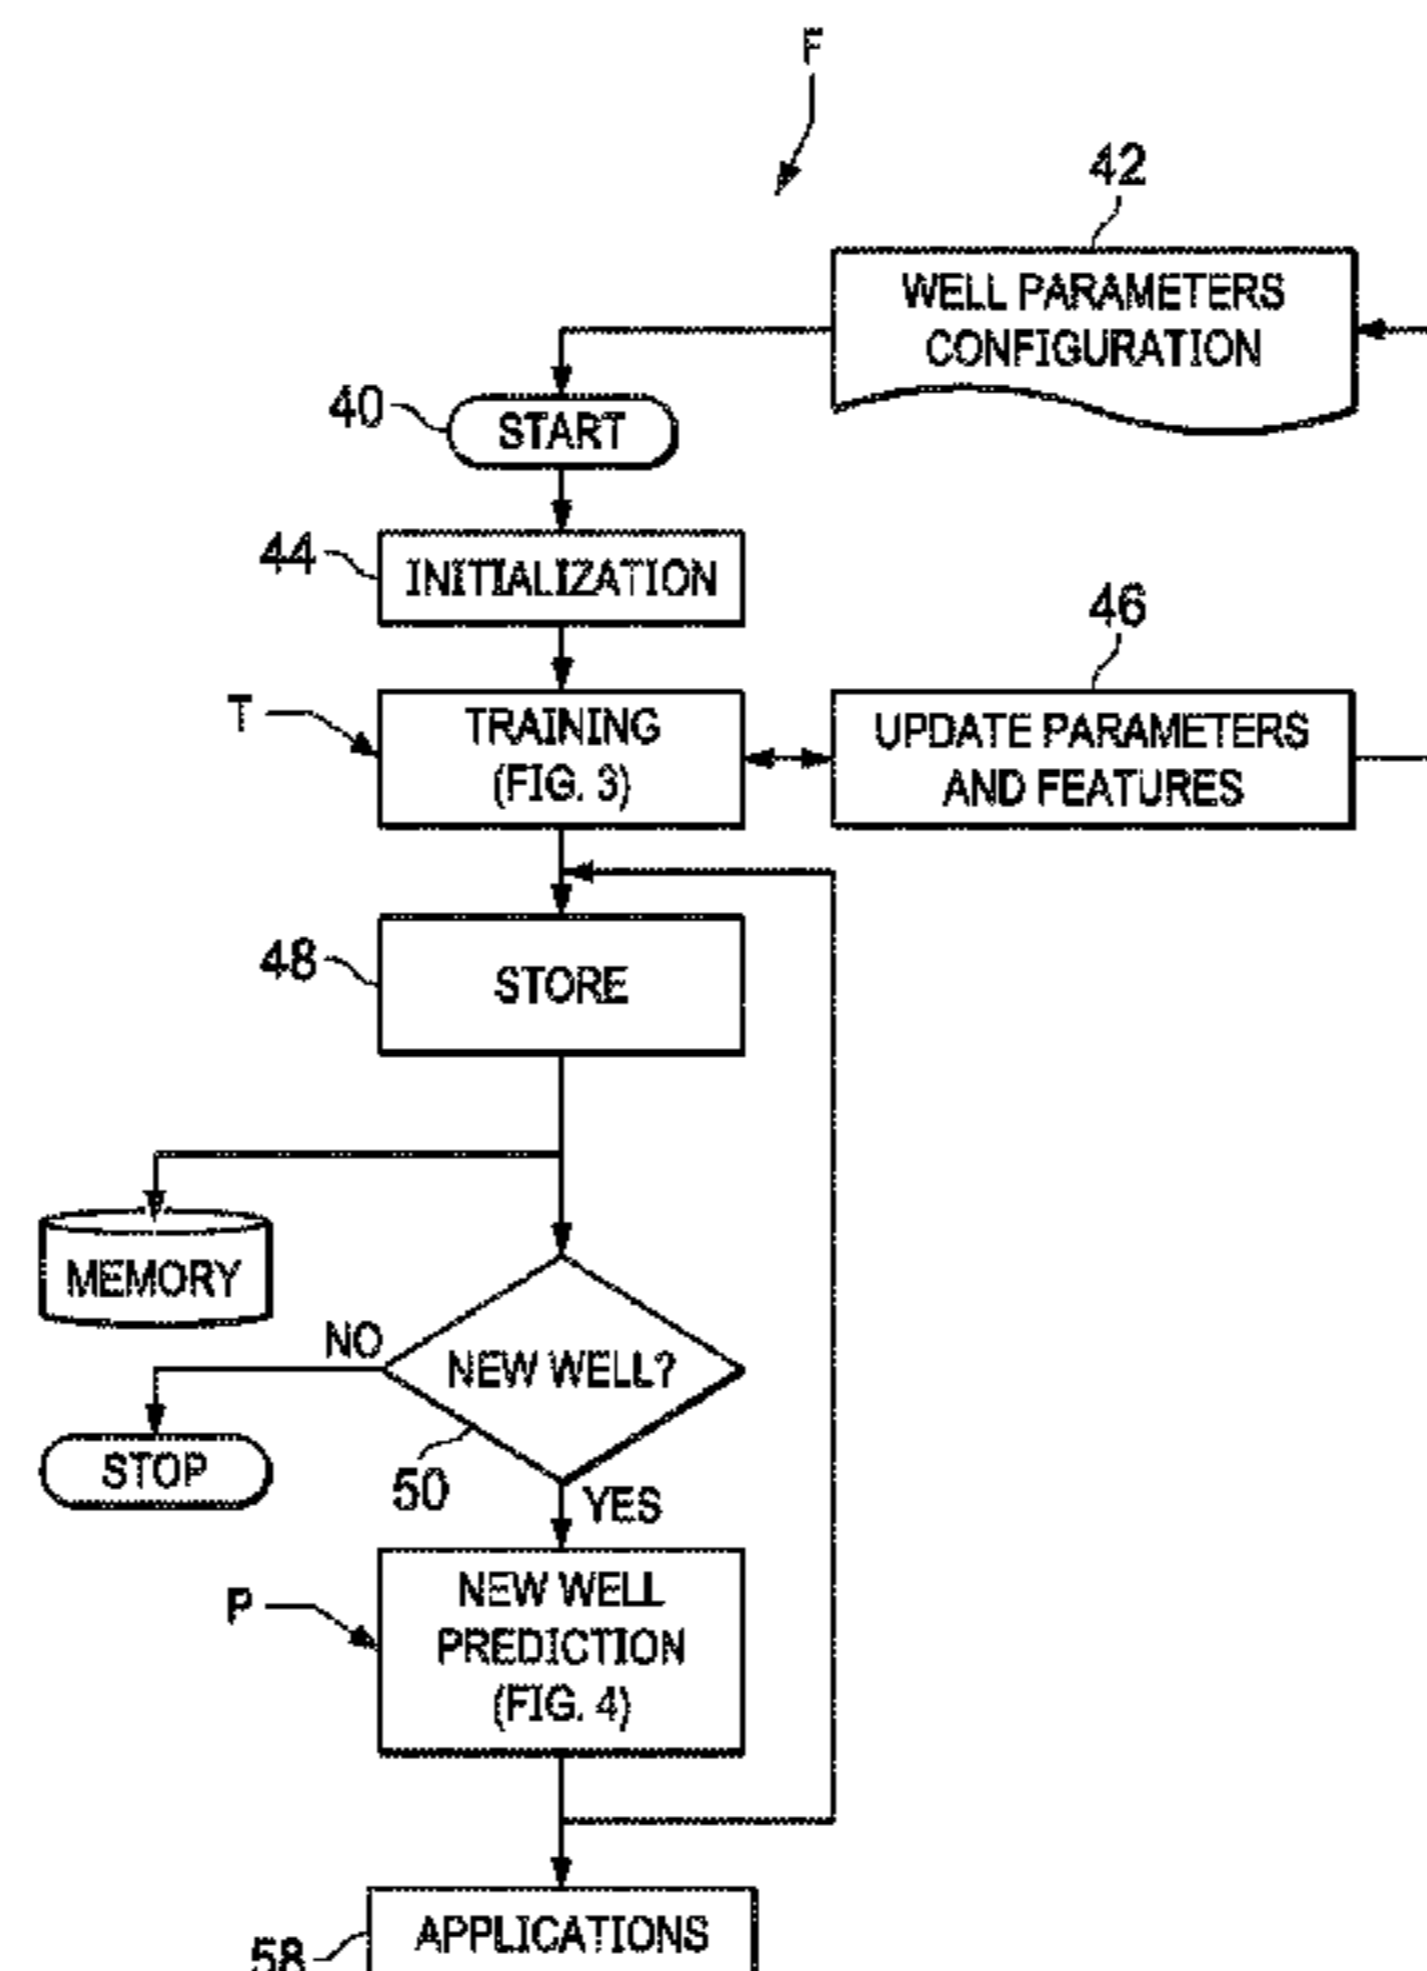 F
42
WELL PARAMETERS
CONFIGURATION
40
START
44
INITIALIZATION
46
T
TRAINING
(FIG. 3)
UPDATE PARAMETERS
AND FEATURES
48
STORE
MEMORY
NO
NEW WELL?
STOP
50
YES
P
NEW WELL
PREDICTION
(FIG. 4)
APPLICATIONS
58